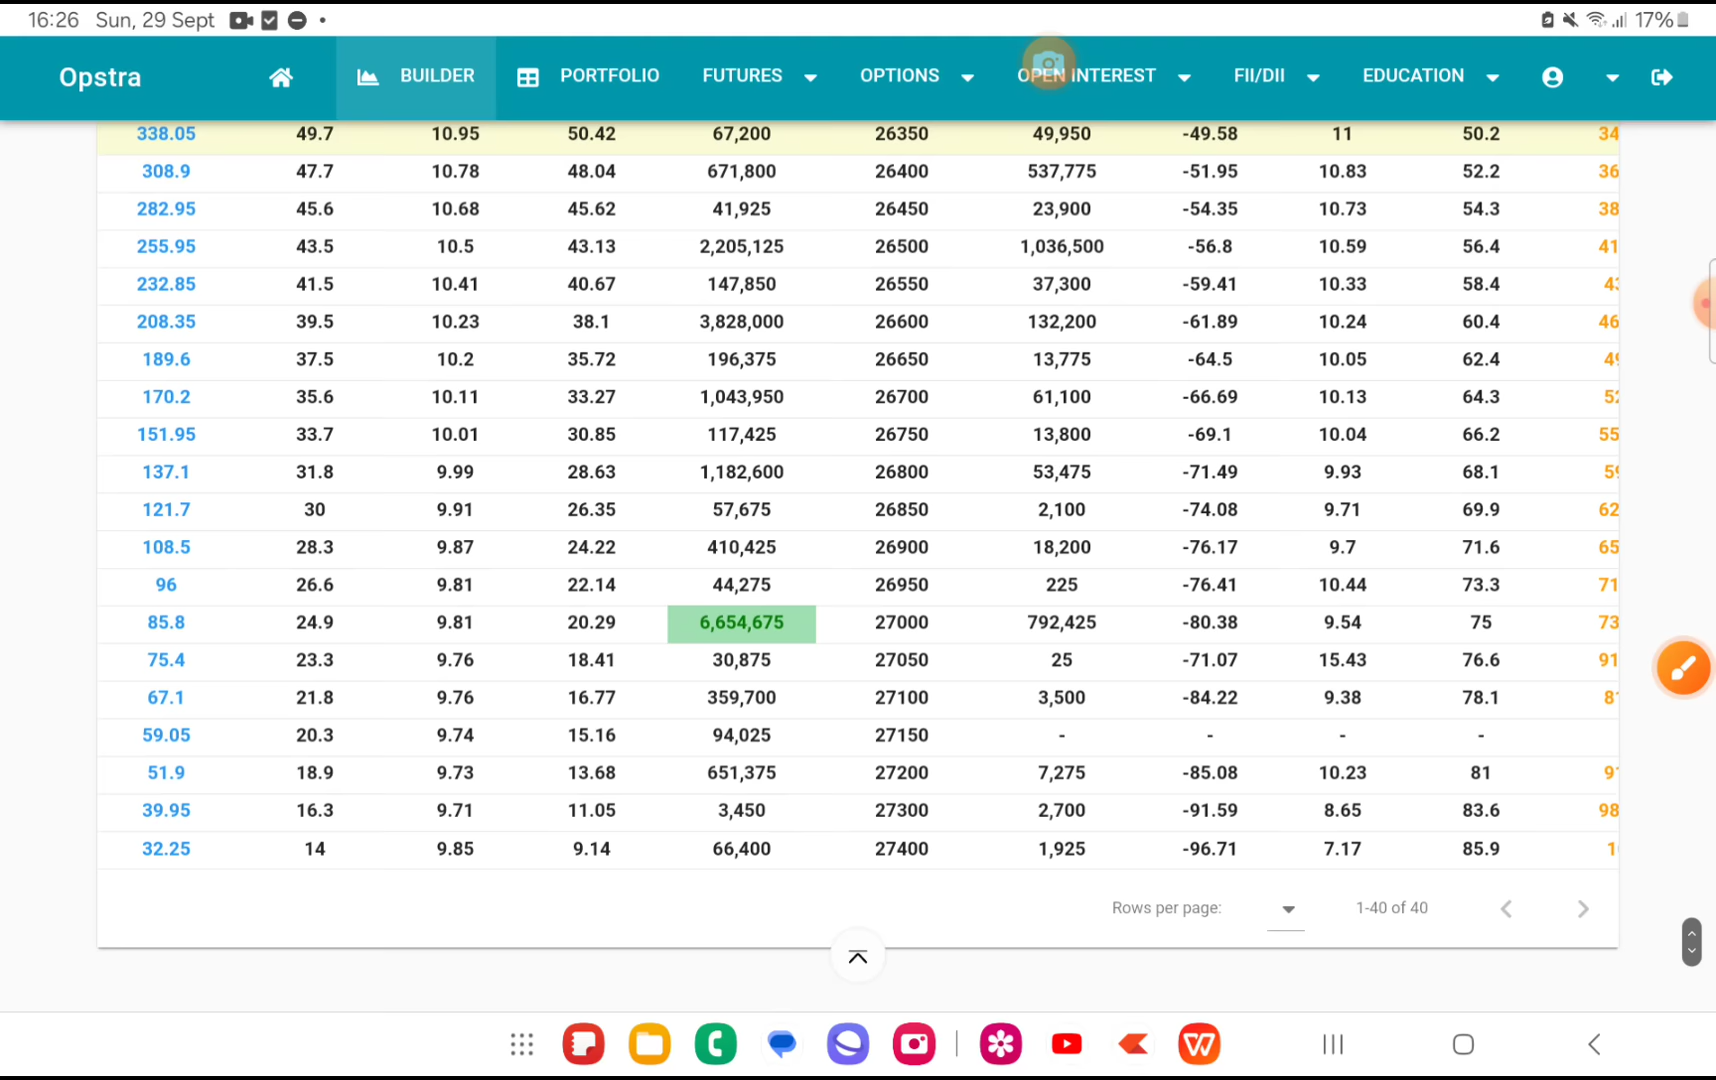 16:26 Sun, 29 Sept 17%
Opstra BUILDER PORTFOLIO FUTURES OPTIONS OPEN INTEREST FII/DII EDUCATION
338.05 49.7 10.95 50.42 67,200 26350 49,950 -49.58 11 50.2 34
308.9 47.7 10.78 48.04 671,800 26400 537,775 -51.95 10.83 52.2 36
282.95 45.6 10.68 45.62 41,925 26450 23,900 -54.35 10.73 54.3 38
255.95 43.5 10.5 43.13 2,205,125 26500 1,036,500 -56.8 10.59 56.4 41
232.85 41.5 10.41 40.67 147,850 26550 37,300 -59.41 10.33 58.4
208.35 39.5 10.23 38.1 3,828,000 26600 132,200 -61.89 10.24 60.4 46
189.6 37.5 10.2 35.72 196,375 26650 13,775 -64.5 10.05 62.4
170.2 35.6 10.11 33.27 1,043,950 26700 61,100 -66.69 10.13 64.3
151.95 33.7 10.01 30.85 117,425 26750 13,800 -69.1 10.04 66.2 55
137.1 31.8 9.99 28.63 1,182,600 26800 53,475 -71.49 9.93 68.1
121.7 30 9.91 26.35 57,675 26850 2,100 -74.08 9.71 69.9 62
108.5 28.3 9.87 24.22 410,425 26900 18,200 -76.17 9.7 71.6 65
96 26.6 9.81 22.14 44,275 26950 225 -76.41 10.44 73.3 71
85.8 24.9 9.81 20.29 6,654,675 27000 792,425 -80.38 9.54 75 73
75.4 23.3 9.76 18.41 30,875 27050 25 -71.07 15.43 76.6 91
67.1 21.8 9.76 16.77 359,700 27100 3,500 -84.22 9.38 78.1
59.05 20.3 9.74 15.16 94,025 27150 - - - -
51.9 18.9 9.73 13.68 651,375 27200 7,275 -85.08 10.23 81
39.95 16.3 9.71 11.05 3,450 27300 2,700 -91.59 8.65 83.6 98
32.25 14 9.85 9.14 66,400 27400 1,925 -96.71 7.17 85.9
Rows per page: 1-40 of 40